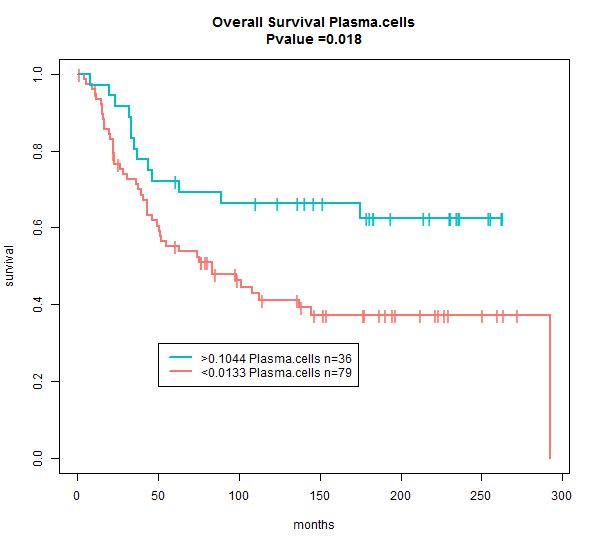 Overall Survival Plasma.cells
Pvalue =0.018
survival
1.0
0.8
0.6
0.4
0.2
0.0
>0.1044 Plasma.cells n=36
<0.0133 Plasma.cells n=79
0 50 100 150 200 250 300
months